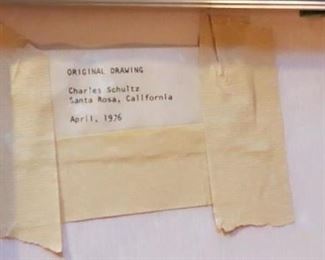 ORIGINAL DRAWING
Charles Schultz
Santa Rosa, California
April, 1976